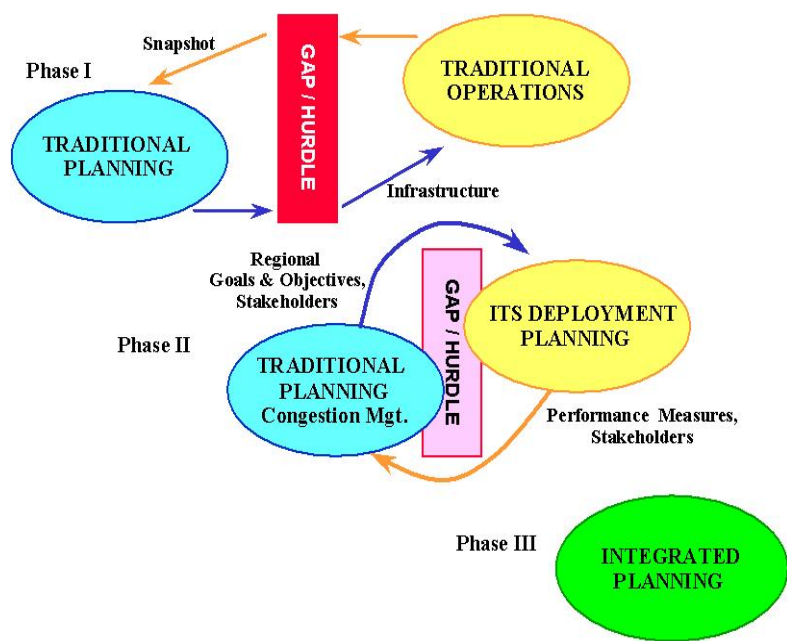 Snapshot
Phase I
GAP / HURDLE
TRADITIONAL
OPERATIONS
TRADITIONAL
PLANNING
Infrastructure
Regional
Goals & Objectives,
Stakeholders
Phase II
GAP / HURDLE
ITS DEPLOYMENT
PLANNING
TRADITIONAL
PLANNING
Congestion Mgt.
Performance Measures,
Stakeholders
Phase III
INTEGRATED
PLANNING